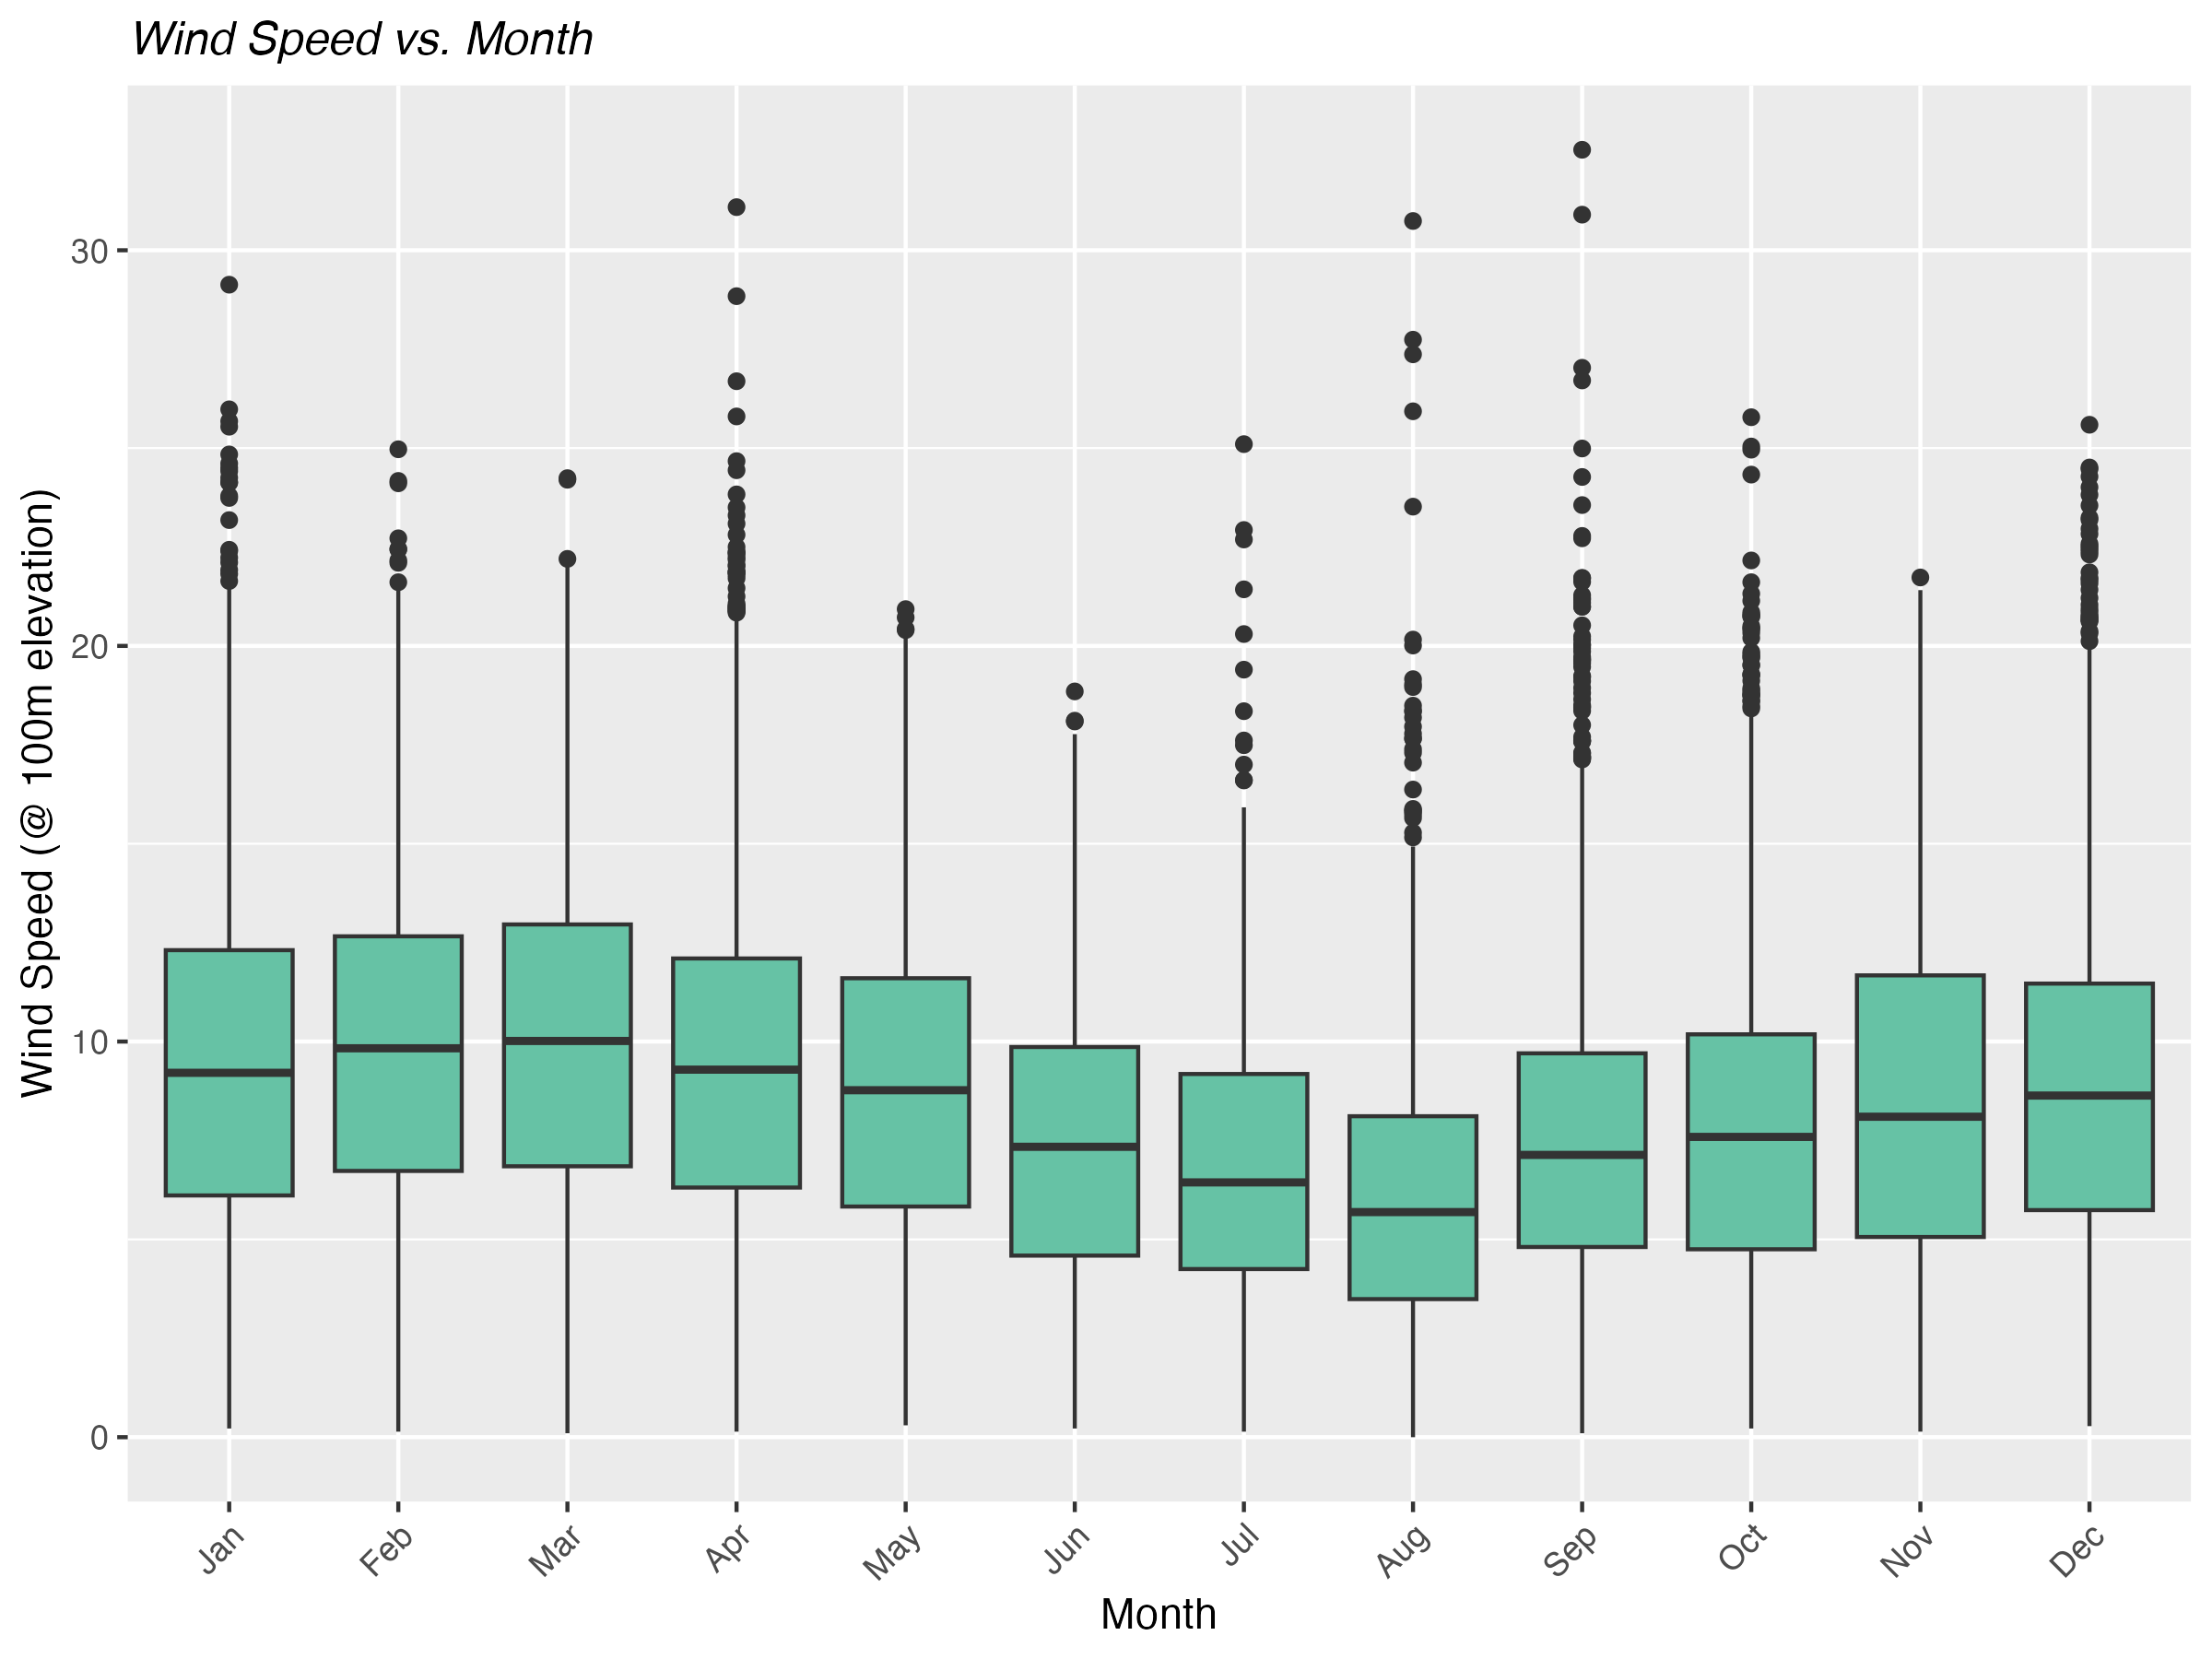 Wind Speed vs. Month
Wind Speed (@ 100m elevation)
30
20
10
0
Jan
Feb
Mar
Apr
May
Jun
Jul
Aug
Sep
Oct
Nov
Dec
Month